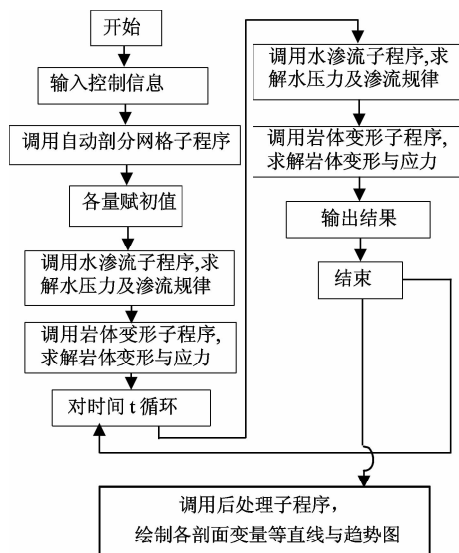 开始
输入控制信息
调用自动剖分网格子程序
各量赋初值
调用水渗流子程序,求
解水压力及渗流规律
调用岩体变形子程序,
求解岩体变形与应力
对时间 t 循环
调用水渗流子程序,求
解水压力及渗流规律
调用岩体变形子程序,
求解岩体变形与应力
输出结果
结束
调用后处理子程序,
绘制各剖面变量等直线与趋势图